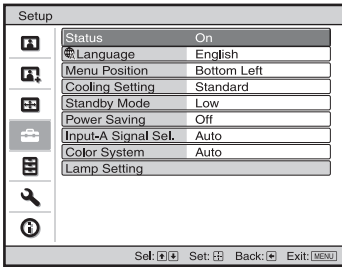 Setup
Status On
Language English
Menu Position Bottom Left
Cooling Setting Standard
Standby Mode Low
Power Saving Off
Input-A Signal Sel. Auto
Color System Auto
Lamp Setting
Sel: Set: Back: Exit: MENU